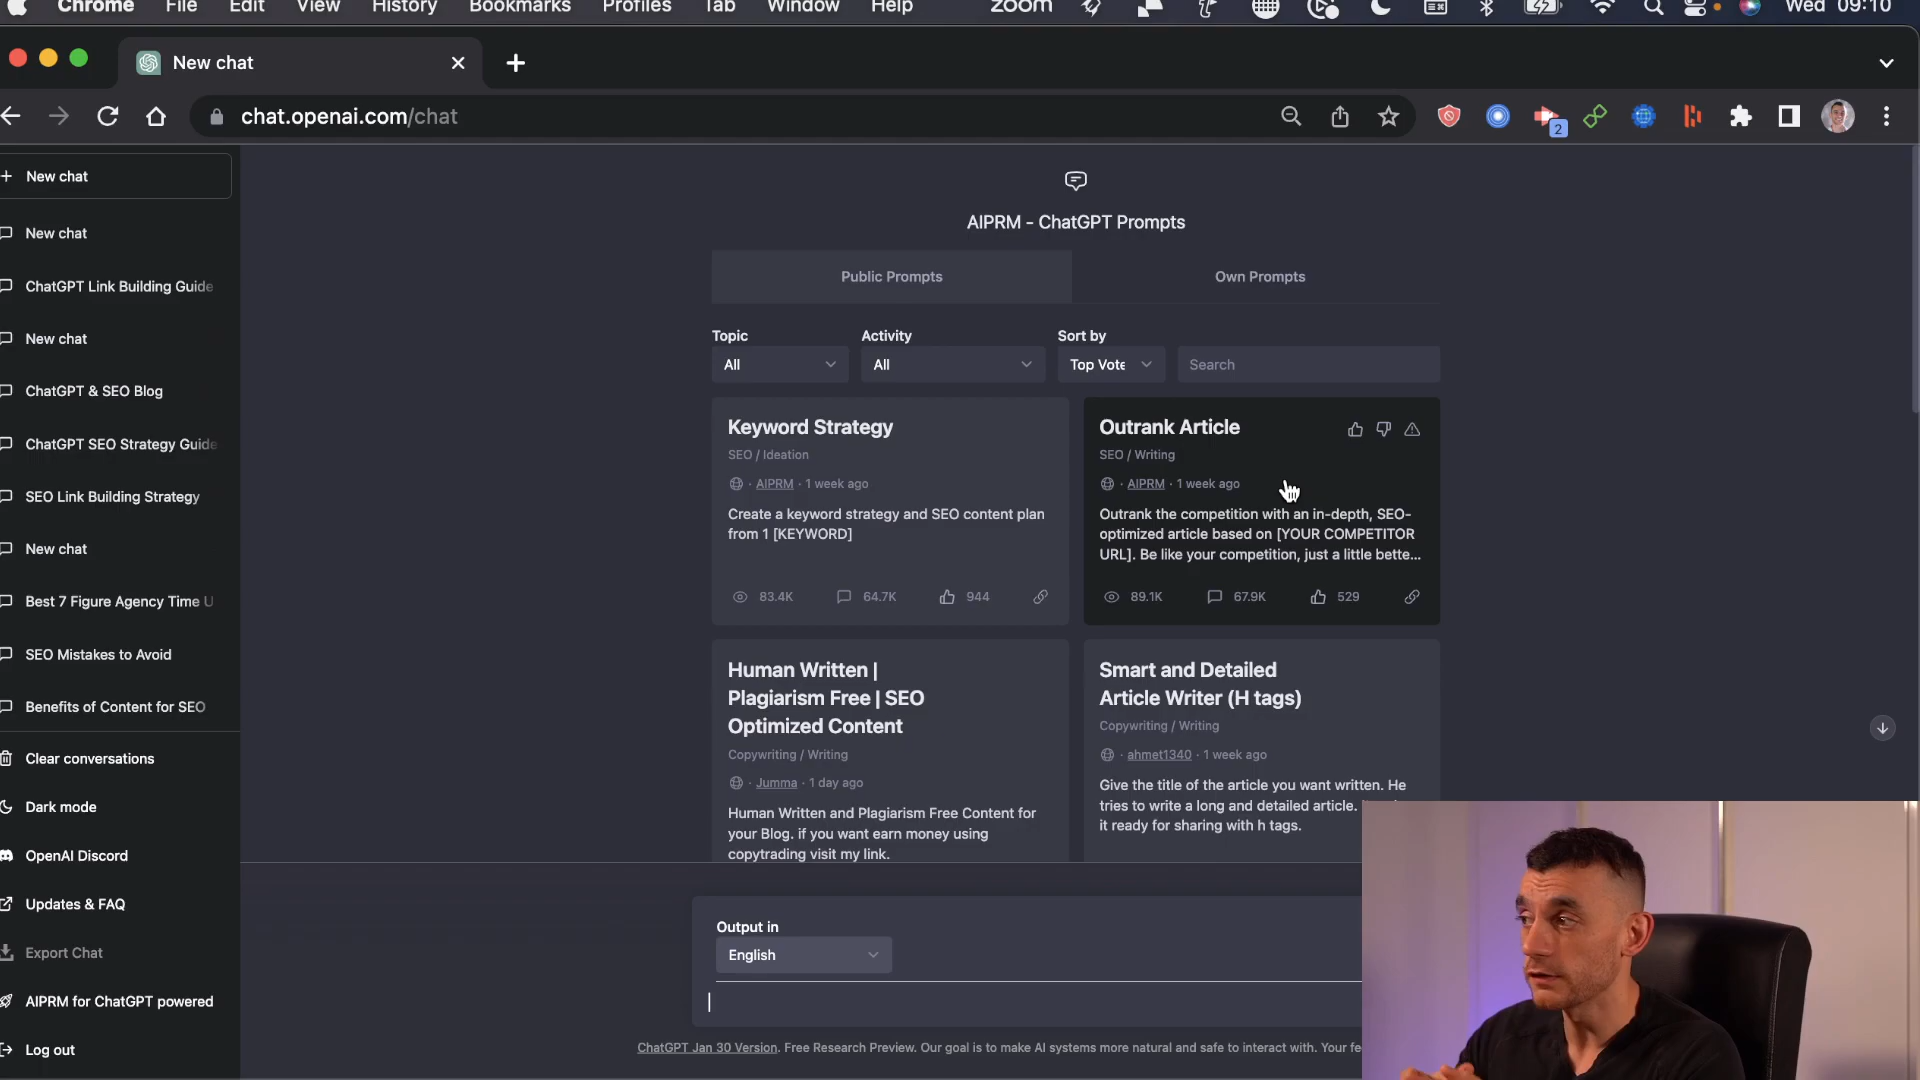 Chrome File Edit View History Bookmarks Profiles Tab Window Help zoom Wed 09:10
New chat
chat.openai.com/chat
2
New chat
New chat
ChatGPT Link Building Guide
New chat
ChatGPT & SEO Blog
ChatGPT SEO Strategy Guide
SEO Link Building Strategy
New chat
Best 7 Figure Agency Time U
SEO Mistakes to Avoid
Benefits of Content for SEO
Clear conversations
Dark mode
OpenAI Discord
Updates & FAQ
Export Chat
AIPRM for ChatGPT powered
Log out
AIPRM - ChatGPT Prompts
Public Prompts Own Prompts
Topic Activity Sort by
All All Top Vote Search
Keyword Strategy
SEO / Ideation
· AIPRM · 1 week ago
Create a keyword strategy and SEO content plan
from 1 [KEYWORD]
83.4K 64.7K 944
Outrank Article
SEO / Writing
· AIPRM · 1 week ago
Outrank the competition with an in-depth, SEO-
optimized article based on [YOUR COMPETITOR
URL]. Be like your competition, just a little bette...
89.1K 67.9K 529
Human Written |
Plagiarism Free | SEO
Optimized Content
Copywriting / Writing
· Jumma · 1 day ago
Human Written and Plagiarism Free Content for
your Blog. if you want earn money using
copytrading visit my link.
Smart and Detailed
Article Writer (H tags)
Copywriting / Writing
· ahmet1340 · 1 week ago
Give the title of the article you want written. He
tries to write a long and detailed article.
it ready for sharing with h tags.
Output in
English
ChatGPT Jan 30 Version. Free Research Preview. Our goal is to make AI systems more natural and safe to interact with. Your fe